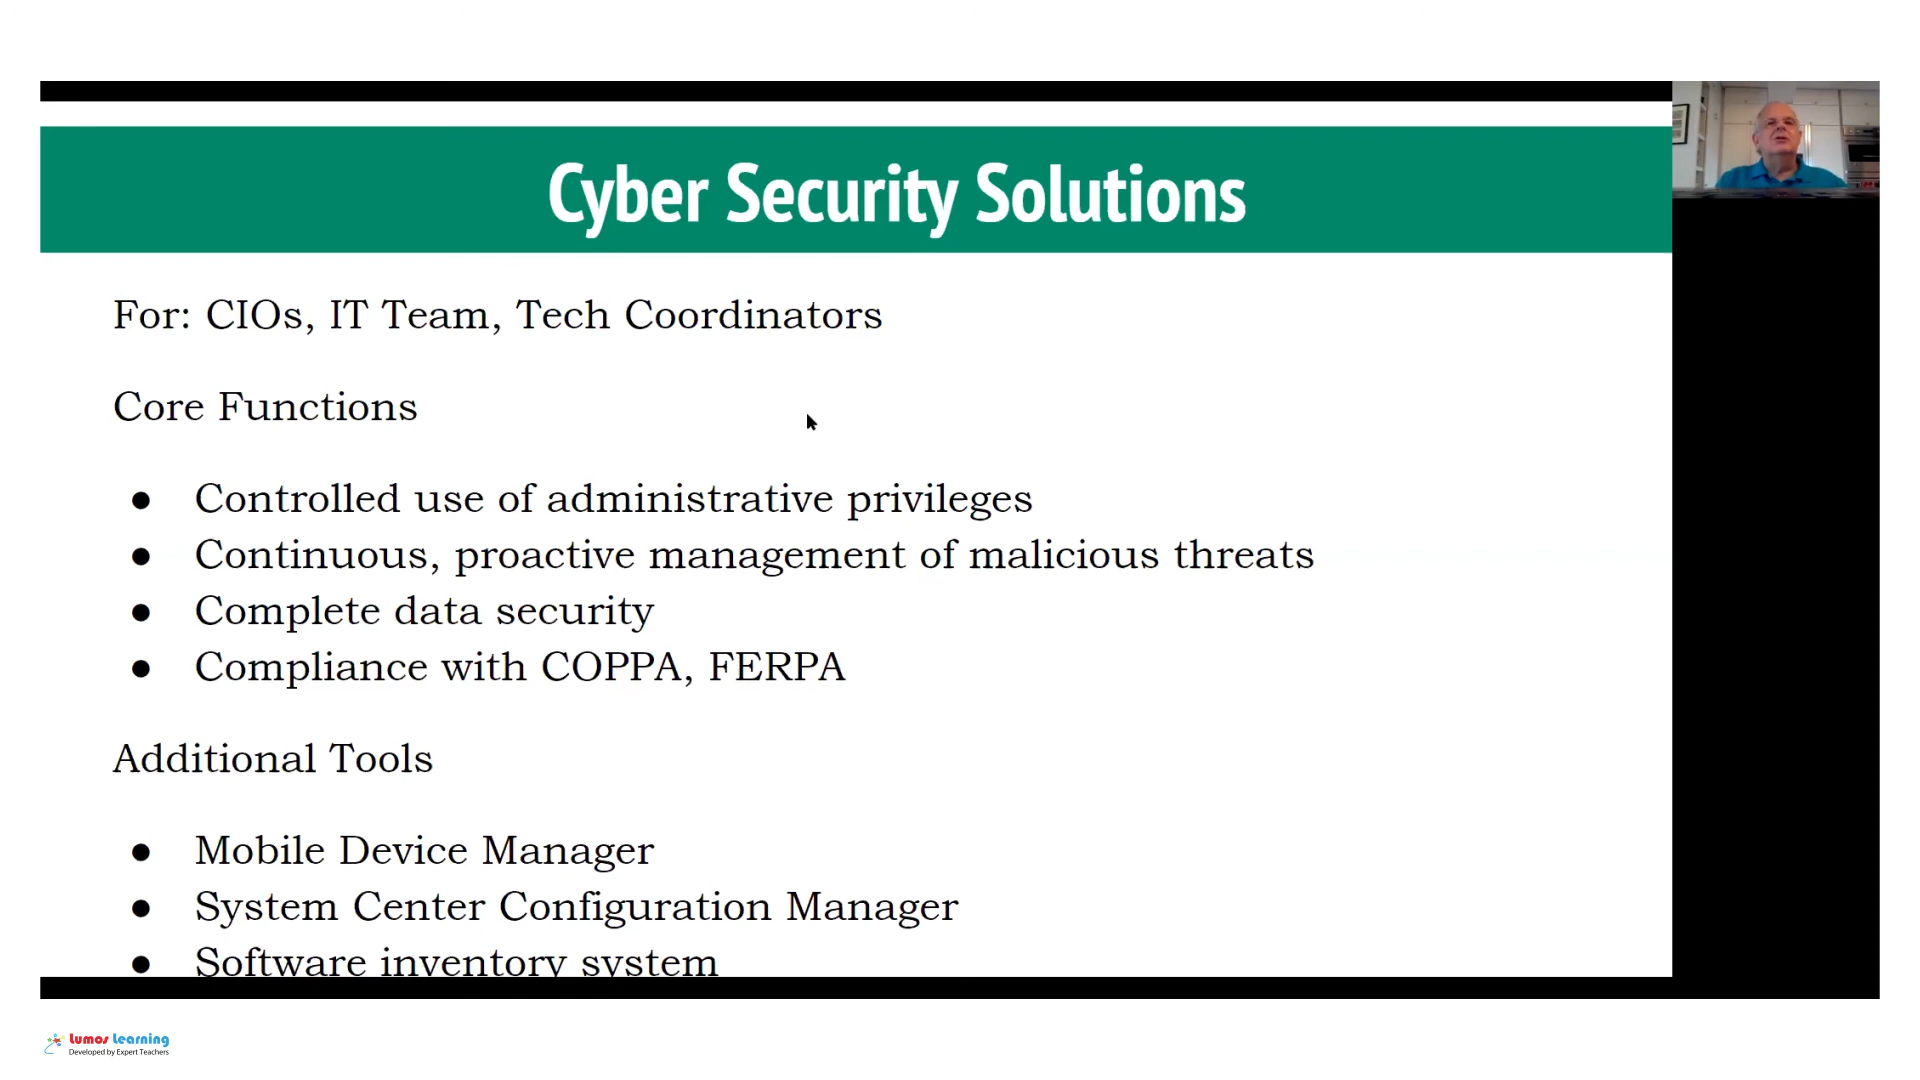 Cyber Security Solutions
For: CIOs, IT Team, Tech Coordinators
Core Functions
● Controlled use of administrative privileges
● Continuous, proactive management of malicious threats
● Complete data security
● Compliance with COPPA, FERPA
Additional Tools
● Mobile Device Manager
● System Center Configuration Manager
● Software inventory system
Lumos Learning
Developed by Expert Teachers